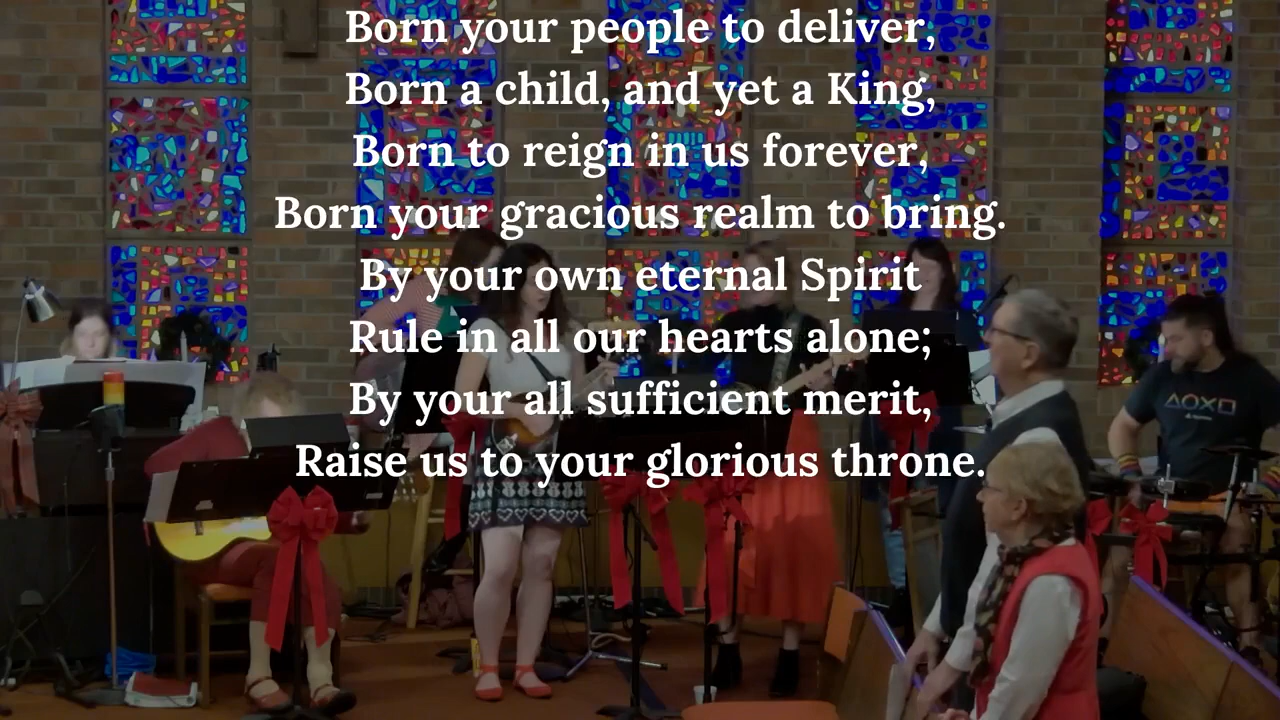 Born your people to deliver,
Born a child, and yet a King,
Born to reign in us forever,
Born your gracious realm to bring.
By your own eternal Spirit
Rule in all our hearts alone;
By your all sufficient merit,
Raise us to your glorious throne.